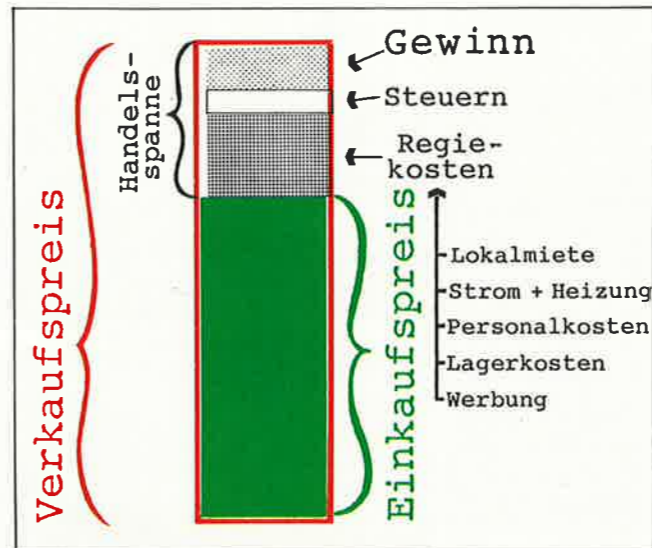 Gewinn
Steuern
Regie-
kosten
Handels-
spanne
Verkaufspreis
Einkaufspreis
Lokalmiete
Strom + Heizung
Personalkosten
Lagerkosten
Werbung